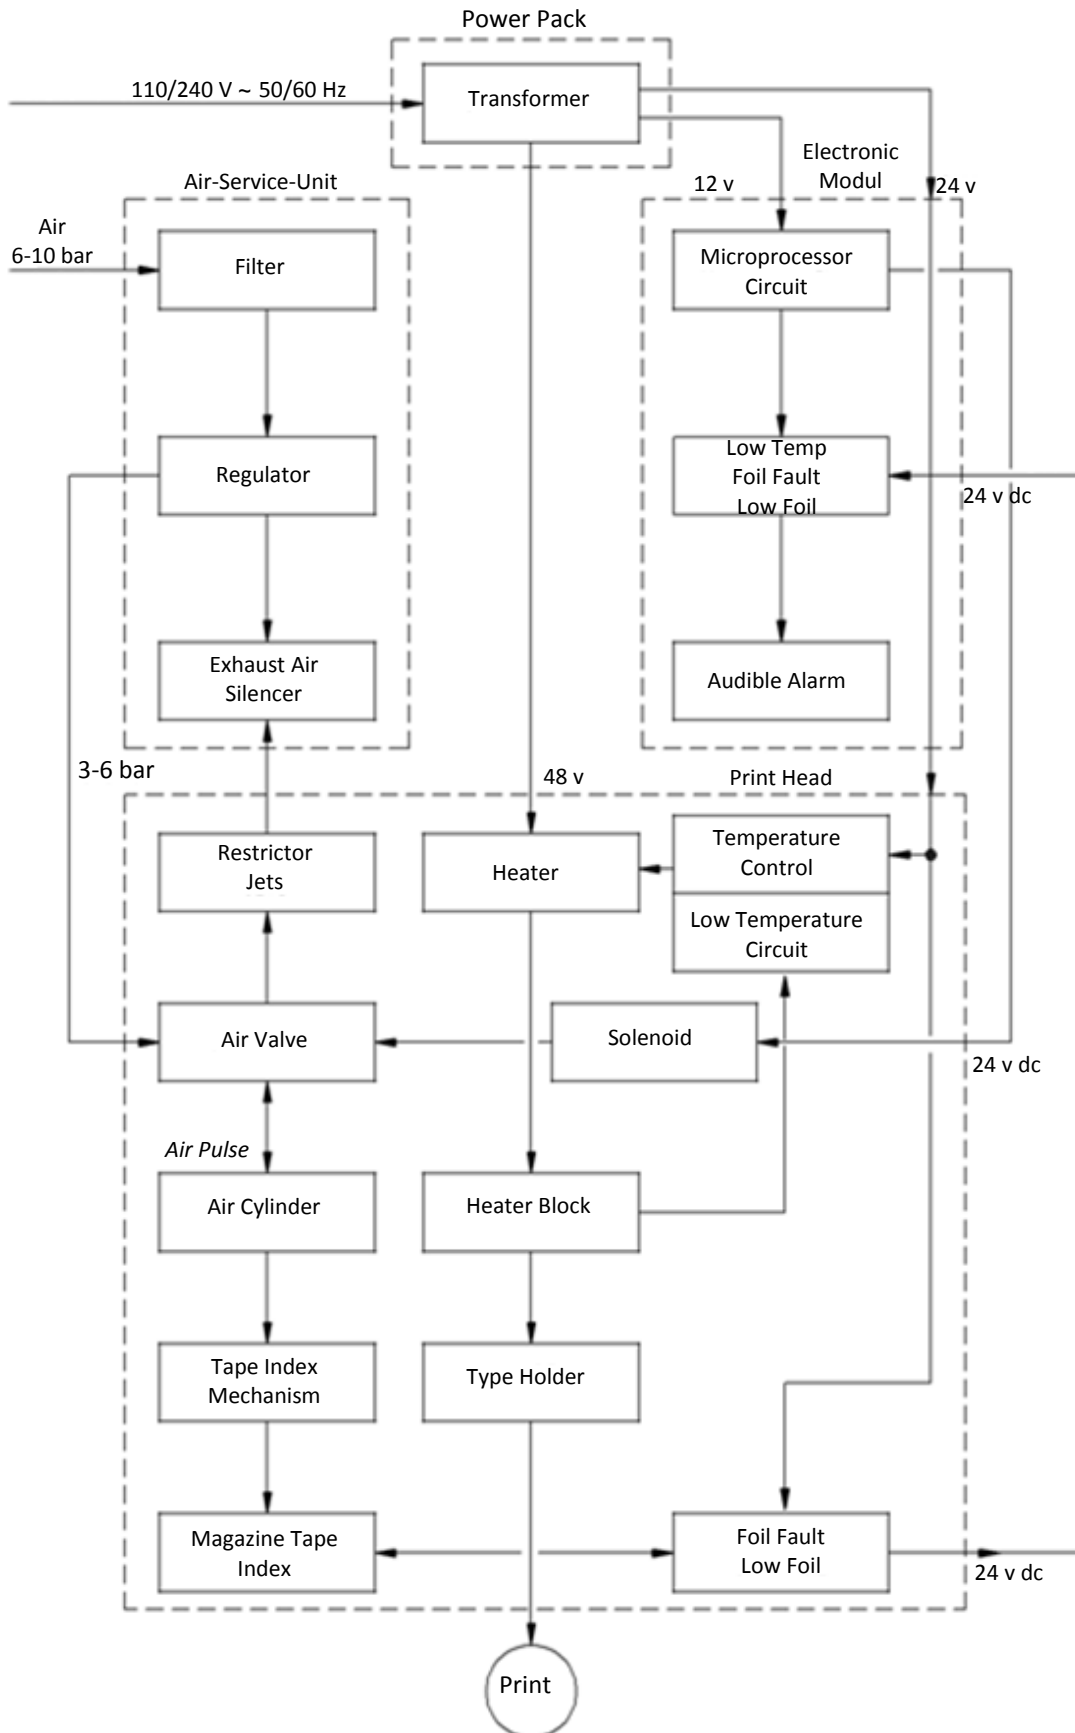 Power Pack
110/240 V ~ 50/60 Hz
Transformer
Electronic
Modul
Air-Service-Unit
12 v
24 v
Air
6-10 bar
Filter
Microprocessor
Circuit
Regulator
Low Temp
Foil Fault
Low Foil
24 v dc
Exhaust Air
Silencer
Audible Alarm
3-6 bar
48 v
Print Head
Restrictor
Jets
Heater
Temperature
Control
Low Temperature
Circuit
Air Valve
Solenoid
24 v dc
Air Pulse
Air Cylinder
Heater Block
Tape Index
Mechanism
Type Holder
Magazine Tape
Index
Foil Fault
Low Foil
24 v dc
Print